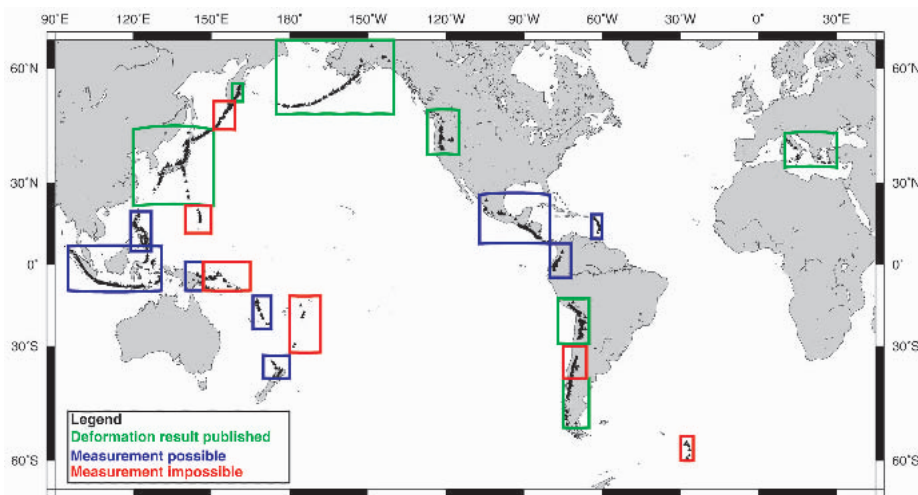 90°E 120°E 150°E 180°W 150°W 120°W 90°W 60°W 30°W 0° 30°E
60°N 60°N
30°N 30°N
0° 0°
30°S 30°S
60°S 60°S
Legend
Deformation result published
Measurement possible
Measurement impossible